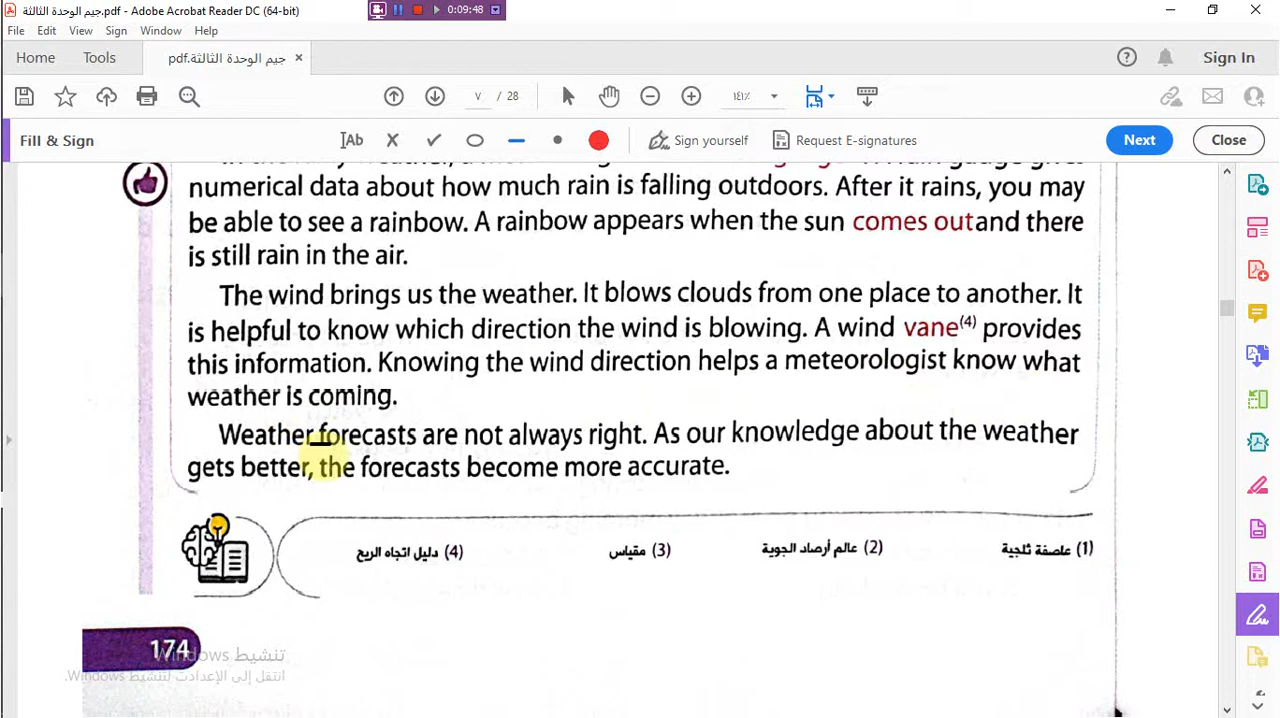 جيم الوحدة الثالثة.pdf - Adobe Acrobat Reader DC (64-bit)
0:09:48
File Edit View Sign Window Help
Home Tools جيم الوحدة الثالثة.pdf × Sign In
٧ / 28 ١٤١٪
Fill & Sign Ab Sign yourself Request E-signatures Next Close
numerical data about how much rain is falling outdoors. After it rains, you may
be able to see a rainbow. A rainbow appears when the sun comes out and there
is still rain in the air.
The wind brings us the weather. It blows clouds from one place to another. It
is helpful to know which direction the wind is blowing. A wind vane(4) provides
this information. Knowing the wind direction helps a meteorologist know what
weather is coming.
Weather forecasts are not always right. As our knowledge about the weather
gets better, the forecasts become more accurate.
(1) عاصفة ثلجية (2) عالم أرصاد الجوية (3) مقياس (4) دليل اتجاه الريح
174
تنشيط Windows
انتقل إلى الإعدادات لتنشيط Windows.